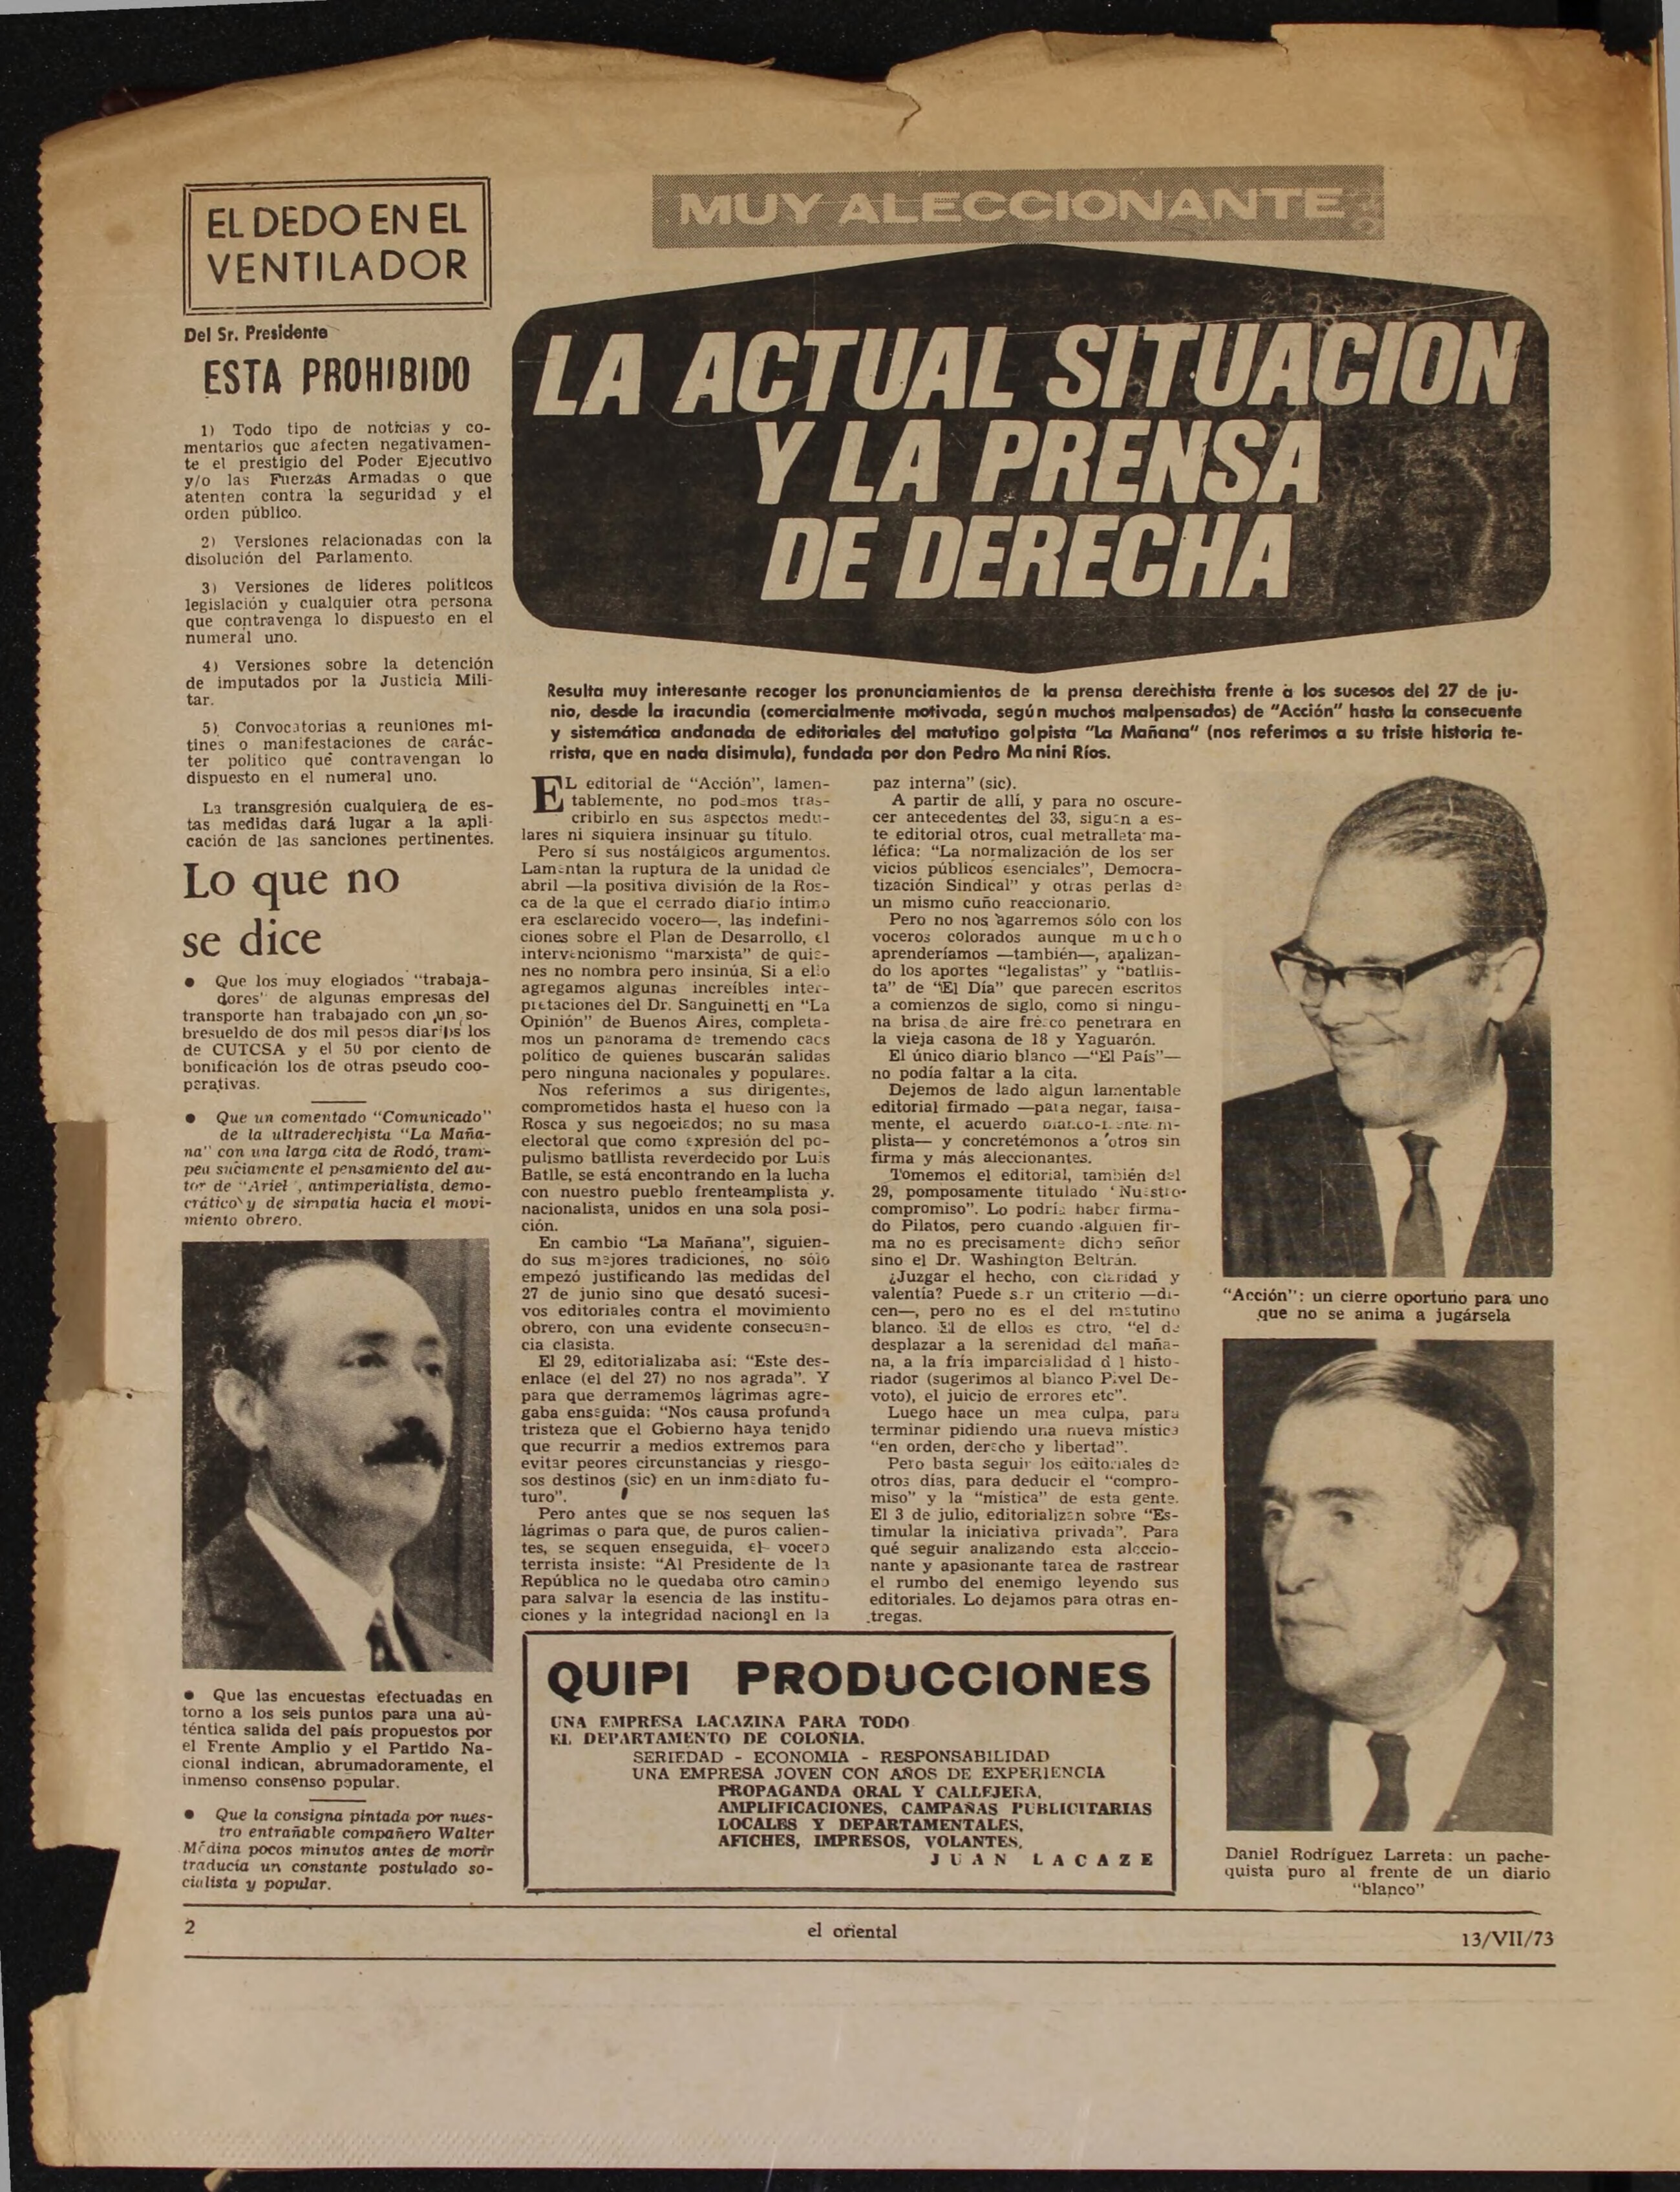 EL DEDO EN EL
VENTILADOR
Del Sr. Presidente
ESTA PROHIBIDO
1) Todo tipo de noticias y co-
mentarios que afecten negativamen-
te el prestigio del Poder Ejecutivo
y/o las Fuerzas Armadas o que
atenten contra la seguridad y el
orden público.
2) Versiones relacionadas con la
disolución del Parlamento.
3) Versiones de lideres politicos
legislación y cualquier otra persona
que contravenga lo dispuesto en el
numeral uno.
4) Versiones sobre la detención
de imputados por la Justicia Mili-
tar.
5) Convocatorias a reuniones mi-
tines o manifestaciones de carác-
ter político que contravengan lo
dispuesto en el numeral uno.
La transgresión cualquiera de es-
tas medidas dará lugar a la apli-
cación de las sanciones pertinentes.
Lo que no
se dice
● Que los muy elogiados "trabaja-
dores" de algunas empresas del
transporte han trabajado con un so-
bresueldo de dos mil pesos diarios los
de CUTCSA y el 50 por ciento de
bonificación los de otras pseudo coo-
perativas.
● Que un comentado "Comunicado"
de la ultraderechista "La Maña-
na" con una larga cita de Rodó, tram-
pea suciamente el pensamiento del au-
tor de "Ariel", antimperialista, demo-
crático y de simpatía hacia el movi-
miento obrero.
● Que las encuestas efectuadas en
torno a los seis puntos para una au-
téntica salida del país propuestos por
el Frente Amplio y el Partido Na-
cional indican, abrumadoramente, el
inmenso consenso popular.
● Que la consigna pintada por nues-
tro entrañable compañero Walter
Medina pocos minutos antes de morir
traducía un constante postulado so-
cialista y popular.
MUY ALECCIONANTE
LA ACTUAL SITUACION
Y LA PRENSA
DE DERECHA
Resulta muy interesante recoger los pronunciamientos de la prensa derechista frente a los sucesos del 27 de ju-
nio, desde la iracundia (comercialmente motivada, según muchos malpensados) de "Acción" hasta la consecuente
y sistemática andanada de editoriales del matutino golpista "La Mañana" (nos referimos a su triste historia te-
rrista, que en nada disimula), fundada por don Pedro Manini Ríos.
EL editorial de "Acción", lamen-
tablemente, no podemos tras-
cribirlo en sus aspectos medu-
lares ni siquiera insinuar su titulo.
Pero sí sus nostálgicos argumentos.
Lamentan la ruptura de la unidad de
abril —la positiva división de la Ros-
ca de la que el cerrado diario íntimo
era esclarecido vocero—, las indefini-
ciones sobre el Plan de Desarrollo, el
intervencionismo "marxista" de quie-
nes no nombra pero insinúa. Si a ello
agregamos algunas increíbles inter-
pretaciones del Dr. Sanguinetti en "La
Opinión" de Buenos Aires, completa-
mos un panorama de tremendo caos
político de quienes buscarán salidas
pero ninguna nacionales y populares.
Nos referimos a sus dirigentes,
comprometidos hasta el hueso con la
Rosca y sus negociados; no su masa
electoral que como expresión del po-
pulismo batllista reverdecido por Luis
Batlle, se está encontrando en la lucha
con nuestro pueblo frenteamplista y
nacionalista, unidos en una sola posi-
ción.
En cambio "La Mañana", siguien-
do sus mejores tradiciones, no sólo
empezó justificando las medidas del
27 de junio sino que desató sucesi-
vos editoriales contra el movimiento
obrero, con una evidente consecuen-
cia clasista.
El 29, editorializaba así: "Este des-
enlace (el del 27) no nos agrada". Y
para que derramemos lágrimas agre-
gaba enseguida: "Nos causa profunda
tristeza que el Gobierno haya tenido
que recurrir a medios extremos para
evitar peores circunstancias y riesgo-
sos destinos (sic) en un inmediato fu-
turo".
Pero antes que se nos sequen las
lágrimas o para que, de puros calien-
tes, se sequen enseguida, el vocero
terrista insiste: "Al Presidente de la
República no le quedaba otro camino
para salvar la esencia de las institu-
ciones y la integridad nacional en la
paz interna" (sic).
A partir de allí, y para no oscure-
cer antecedentes del 33, siguen a es-
te editorial otros, cual metralleta ma-
léfica: "La normalización de los ser
vicios públicos esenciales", Democra-
tización Sindical" y otras perlas de
un mismo cuño reaccionario.
Pero no nos agarremos sólo con los
voceros colorados aunque mucho
aprenderíamos —también—, analizan-
do los aportes "legalistas" y "batllis-
ta" de "El Día" que parecen escritos
a comienzos de siglo, como si ningu-
na brisa de aire fresco penetrara en
la vieja casona de 18 y Yaguarón.
El único diario blanco —"El País"—
no podía faltar a la cita.
Dejemos de lado algun lamentable
editorial firmado —para negar, falsa-
mente, el acuerdo
plista— y concretémonos a otros sin
firma y más aleccionantes.
Tomemos el editorial, también del
29, pomposamente titulado "Nuestro
compromiso". Lo podría haber firma-
do Pilatos, pero cuando alguien fir-
ma no es precisamente dicho señor
sino el Dr. Washington Beltrán.
¿Juzgar el hecho, con claridad y
valentía? Puede ser un criterio —di-
cen—, pero no es el del matutino
blanco. El de ellos es otro, "el de
desplazar a la serenidad del maña-
na, a la fría imparcialidad del histo-
riador (sugerimos al blanco Pivel De-
voto), el juicio de errores etc".
Luego hace un mea culpa, para
terminar pidiendo una nueva mística
"en orden, derecho y libertad".
Pero basta seguir los editoriales de
otros días, para deducir el "compro-
miso" y la "mistica" de esta gente.
El 3 de julio, editorializan sobre "Es-
timular la iniciativa privada". Para
qué seguir analizando esta aleccio-
nante y apasionante tarea de rastrear
el rumbo del enemigo leyendo sus
editoriales. Lo dejamos para otras en-
tregas.
"Acción": un cierre oportuno para uno
que no se anima a jugársela
Daniel Rodríguez Larreta: un pache-
quista puro al frente de un diario
"blanco"
QUIPI PRODUCCIONES
UNA EMPRESA LACAZINA PARA TODO
EL DEPARTAMENTO DE COLONIA.
SERIEDAD - ECONOMIA - RESPONSABILIDAD
UNA EMPRESA JOVEN CON AÑOS DE EXPERIENCIA
PROPAGANDA ORAL Y CALLEJERA,
AMPLIFICACIONES, CAMPAÑAS PUBLICITARIAS
LOCALES Y DEPARTAMENTALES,
AFICHES, IMPRESOS, VOLANTES.
JUAN LACAZE
2
el oriental
13/VII/73